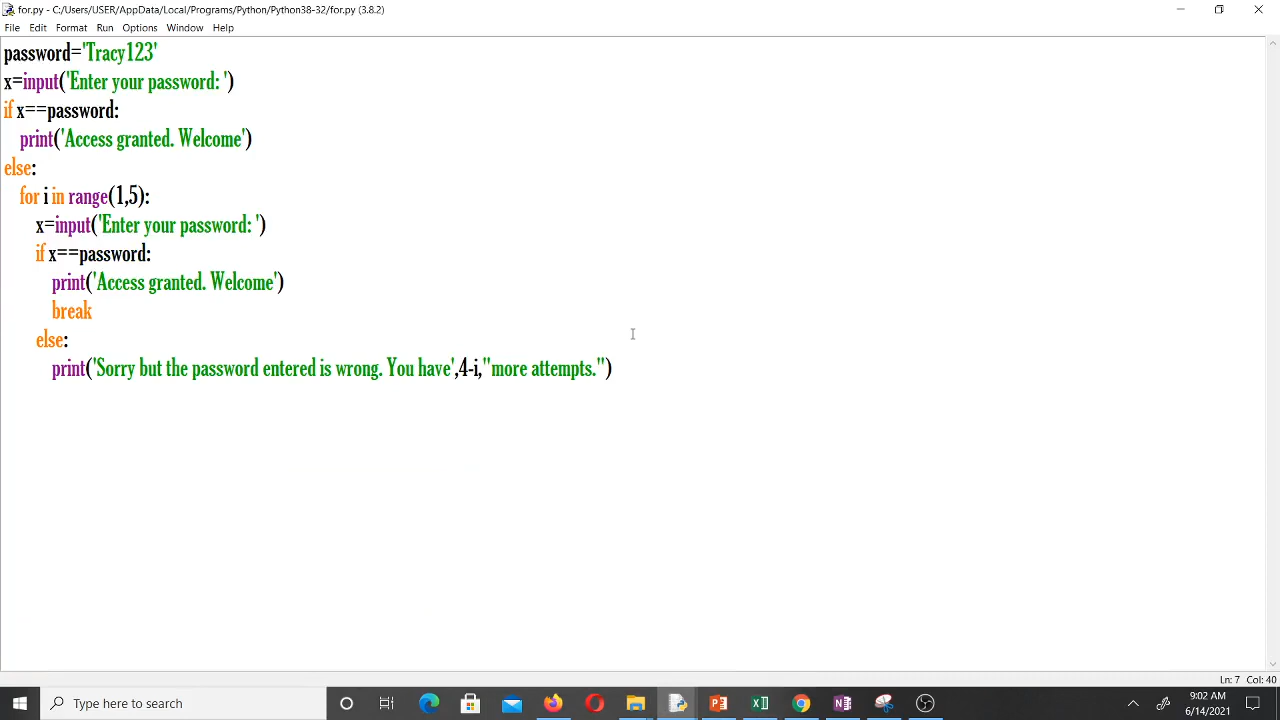 for.py - C:/Users/USER/AppData/Local/Programs/Python/Python38-32/for.py (3.8.2)
File Edit Format Run Options Window Help
password='Tracy123'
x=input('Enter your password: ')
if x==password:
    print('Access granted. Welcome')
else:
    for i in range(1,5):
        x=input('Enter your password: ')
        if x==password:
            print('Access granted. Welcome')
            break
        else:
            print('Sorry but the password entered is wrong. You have',4-i,"more attempts.")
Ln: 7 Col: 40
Type here to search
9:02 AM
6/14/2021